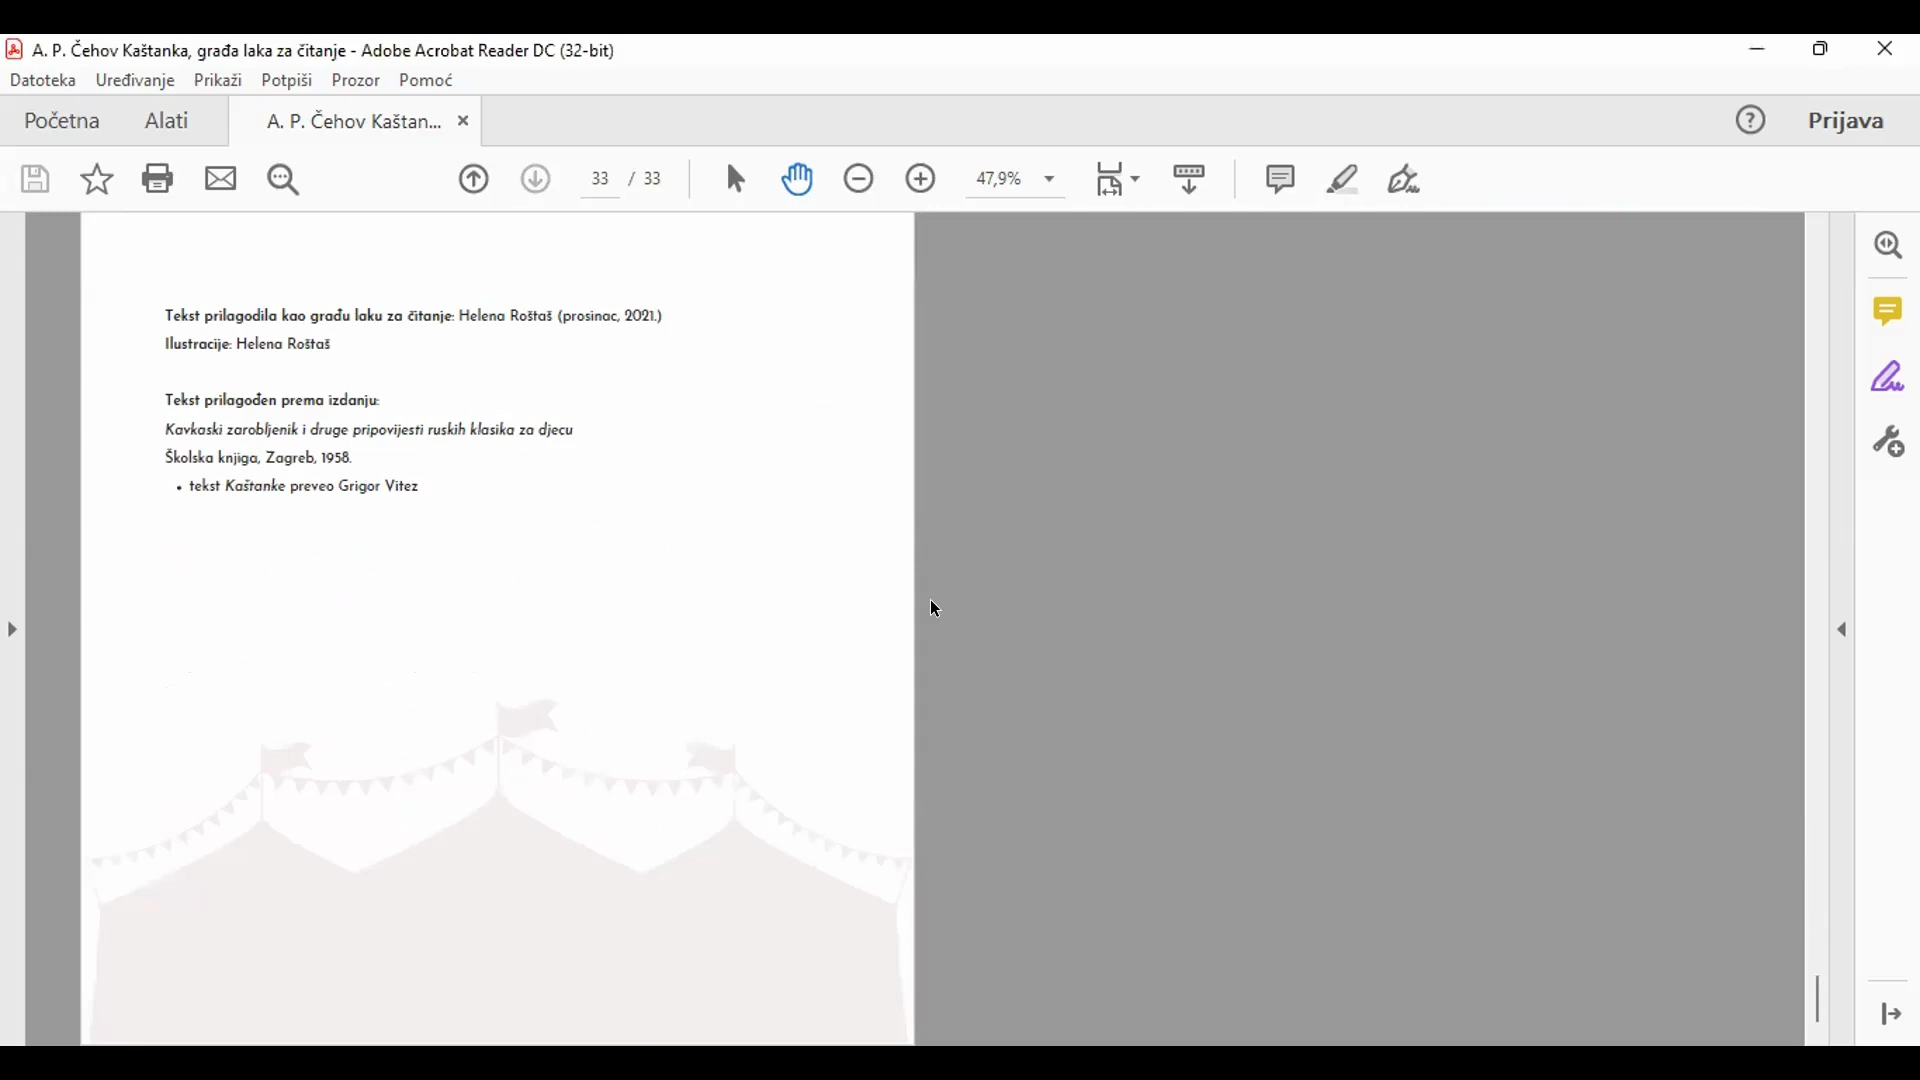 A. P. Čehov Kaštanka, građa laka za čitanje - Adobe Acrobat Reader DC (32-bit)
Datoteka Uređivanje Prikaži Potpiši Prozor Pomoć
Početna Alati A. P. Čehov Kaštan... Prijava
33 / 33 47,9%
Tekst prilagodila kao građu laku za čitanje: Helena Roštaš (prosinac, 2021.)
Ilustracije: Helena Roštaš
Tekst prilagođen prema izdanju:
Kavkaski zarobljenik i druge pripovijesti ruskih klasika za djecu
Školska knjiga, Zagreb, 1958.
• tekst Kaštanke preveo Grigor Vitez